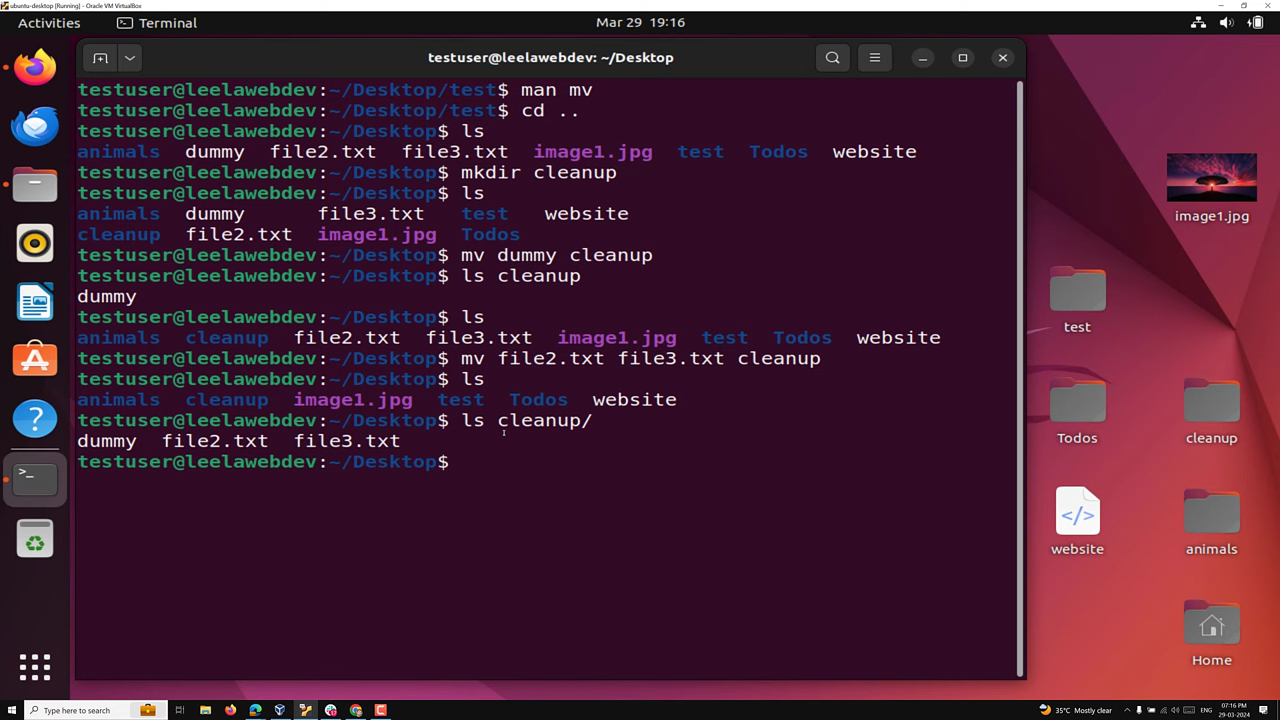 ubuntu-desktop [Running] - Oracle VM VirtualBox
Activities
Terminal
Mar 29 19:16
testuser@leelawebdev: ~/Desktop
testuser@leelawebdev:~/Desktop/test$ man mv
testuser@leelawebdev:~/Desktop/test$ cd ..
testuser@leelawebdev:~/Desktop$ ls
animals dummy file2.txt file3.txt image1.jpg test Todos website
testuser@leelawebdev:~/Desktop$ mkdir cleanup
testuser@leelawebdev:~/Desktop$ ls
animals dummy file3.txt test website
cleanup file2.txt image1.jpg Todos
testuser@leelawebdev:~/Desktop$ mv dummy cleanup
testuser@leelawebdev:~/Desktop$ ls cleanup
dummy
testuser@leelawebdev:~/Desktop$ ls
animals cleanup file2.txt file3.txt image1.jpg test Todos website
testuser@leelawebdev:~/Desktop$ mv file2.txt file3.txt cleanup
testuser@leelawebdev:~/Desktop$ ls
animals cleanup image1.jpg test Todos website
testuser@leelawebdev:~/Desktop$ ls cleanup/
dummy file2.txt file3.txt
testuser@leelawebdev:~/Desktop$
image1.jpg
test
Todos
cleanup
</>
website
animals
Home
Type here to search
35°C Mostly clear
ENG
07:16 PM
29-03-2024